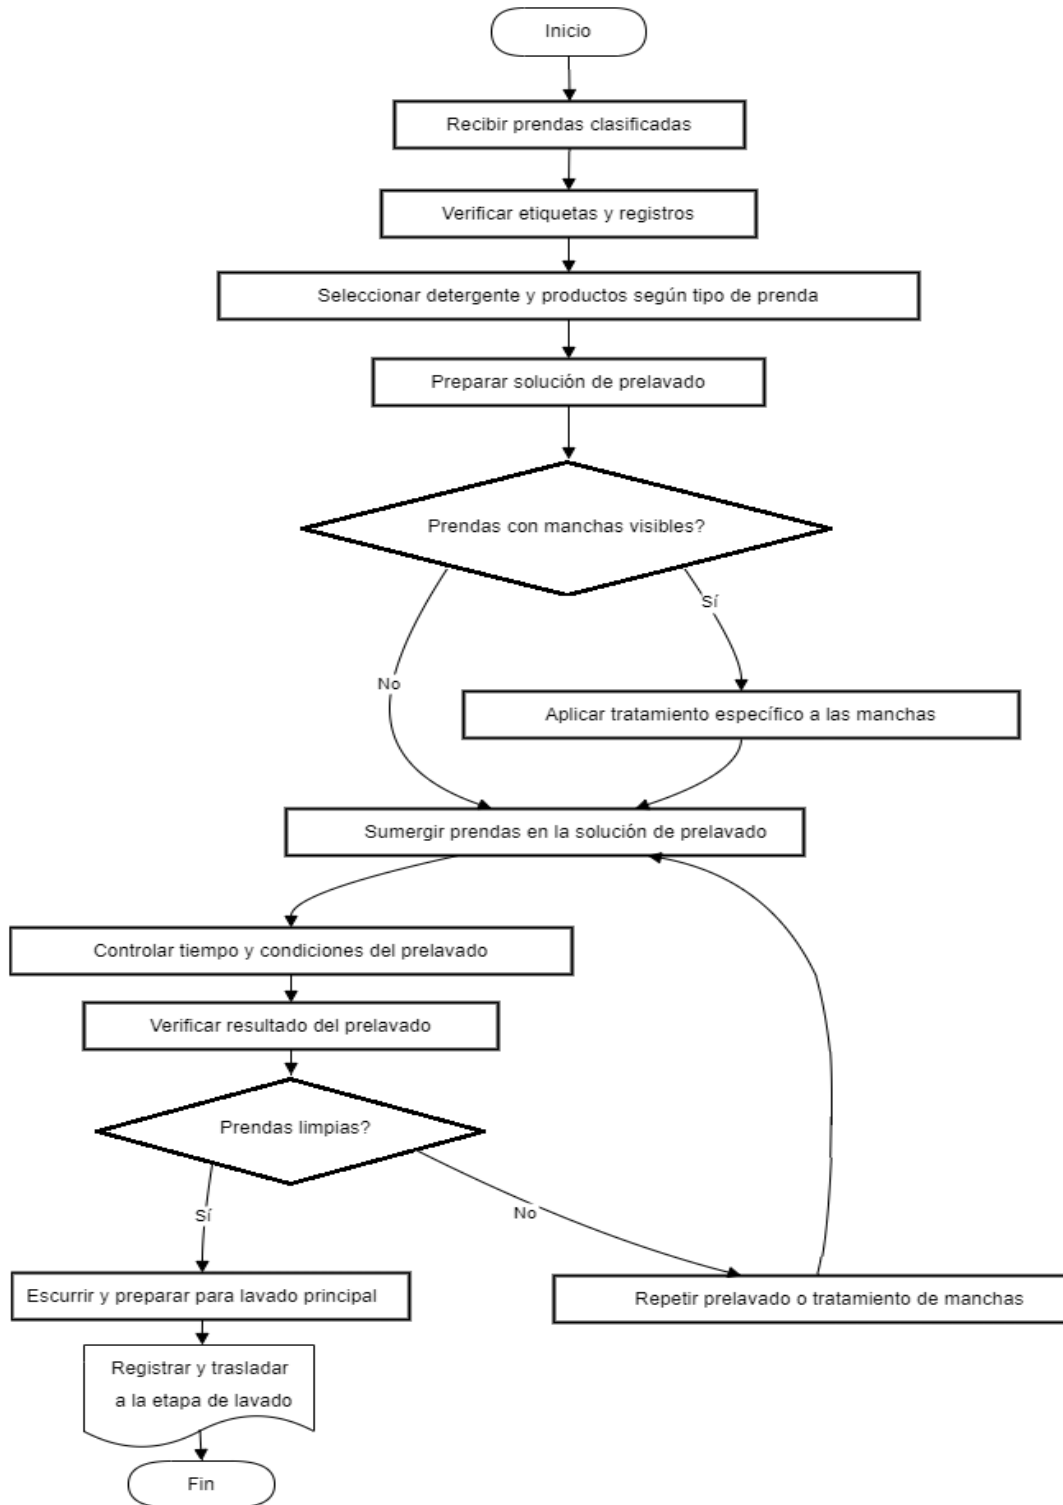 Inicio
Recibir prendas clasificadas
Verificar etiquetas y registros
Seleccionar detergente y productos según tipo de prenda
Preparar solución de prelavado
Prendas con manchas visibles?
Sí
No
Aplicar tratamiento específico a las manchas
Sumergir prendas en la solución de prelavado
Controlar tiempo y condiciones del prelavado
Verificar resultado del prelavado
Prendas limpias?
Sí
No
Escurrir y preparar para lavado principal
Repetir prelavado o tratamiento de manchas
Registrar y trasladar
a la etapa de lavado
Fin